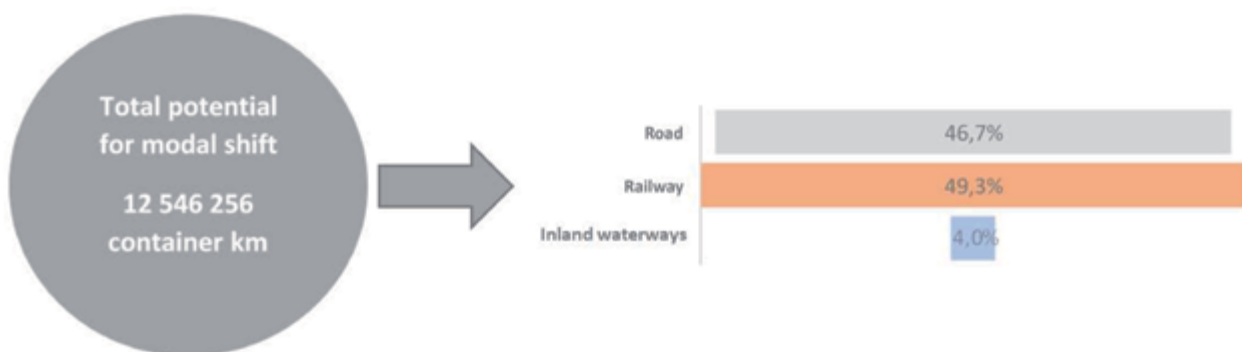 Total potential
for modal shift
12 546 256
container km
Road
46,7%
Railway
49,3%
Inland waterways
4,0%